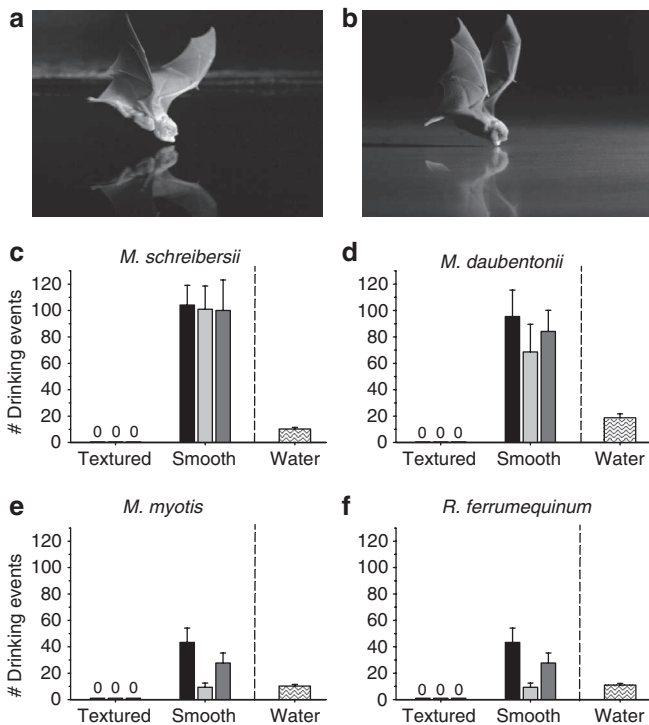 a
b
c M. schreibersii
# Drinking events
120
100
80
60
40
20
0
0 0 0
Textured Smooth Water
d M. daubentonii
120
100
80
60
40
20
0
0 0 0
Textured Smooth Water
e M. myotis
# Drinking events
120
100
80
60
40
20
0
0 0 0
Textured Smooth Water
f R. ferrumequinum
120
100
80
60
40
20
0
0 0 0
Textured Smooth Water